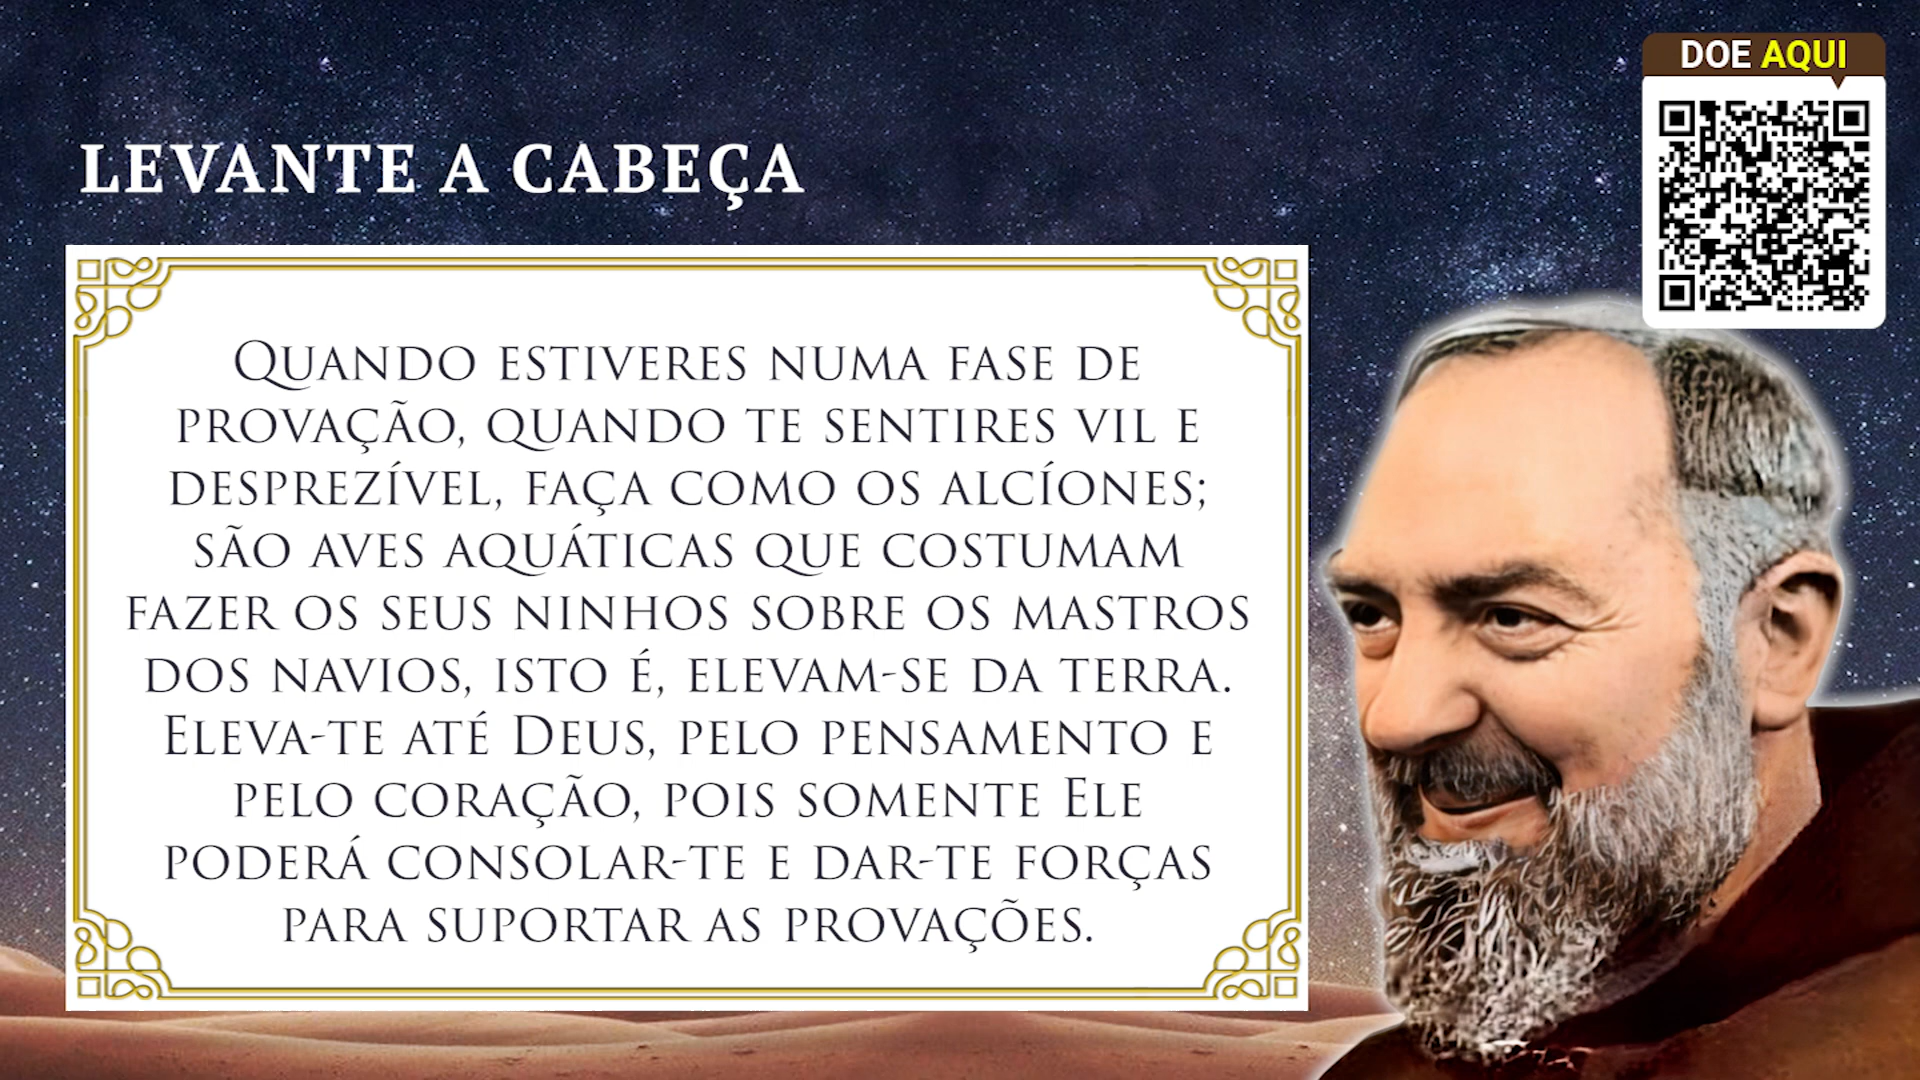 DOE AQUI
LEVANTE A CABEÇA
QUANDO ESTIVERES NUMA FASE DE
PROVAÇÃO, QUANDO TE SENTIRES VIL E
DESPREZÍVEL, FAÇA COMO OS ALCÍONES;
SÃO AVES AQUÁTICAS QUE COSTUMAM
FAZER OS SEUS NINHOS SOBRE OS MASTROS
DOS NAVIOS, ISTO É, ELEVAM-SE DA TERRA.
ELEVA-TE ATÉ DEUS, PELO PENSAMENTO E
PELO CORAÇÃO, POIS SOMENTE ELE
PODERÁ CONSOLAR-TE E DAR-TE FORÇAS
PARA SUPORTAR AS PROVAÇÕES.